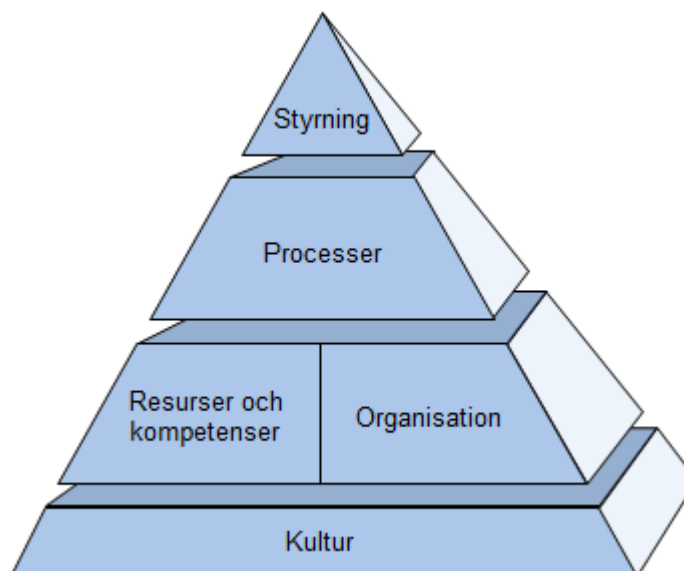 Styrning
Processer
Resurser och
kompetenser
Organisation
Kultur